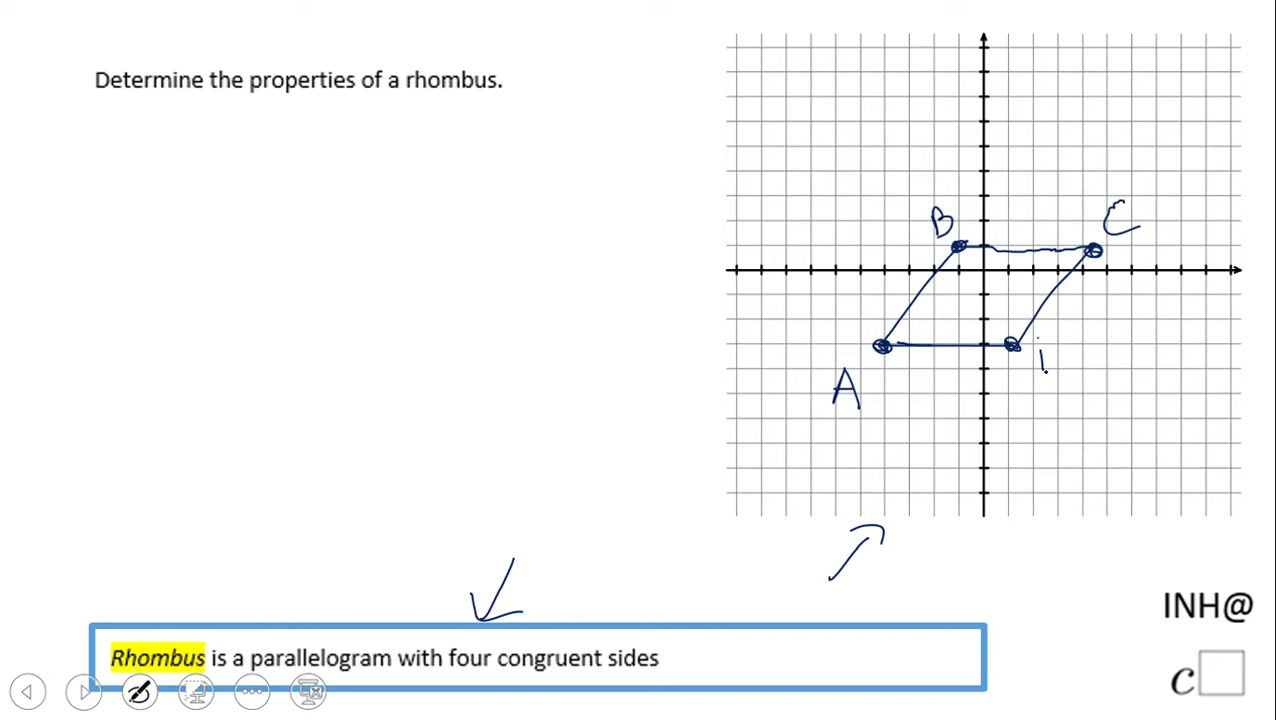 Determine the properties of a rhombus.
B
C
A
Rhombus is a parallelogram with four congruent sides
INH@
c